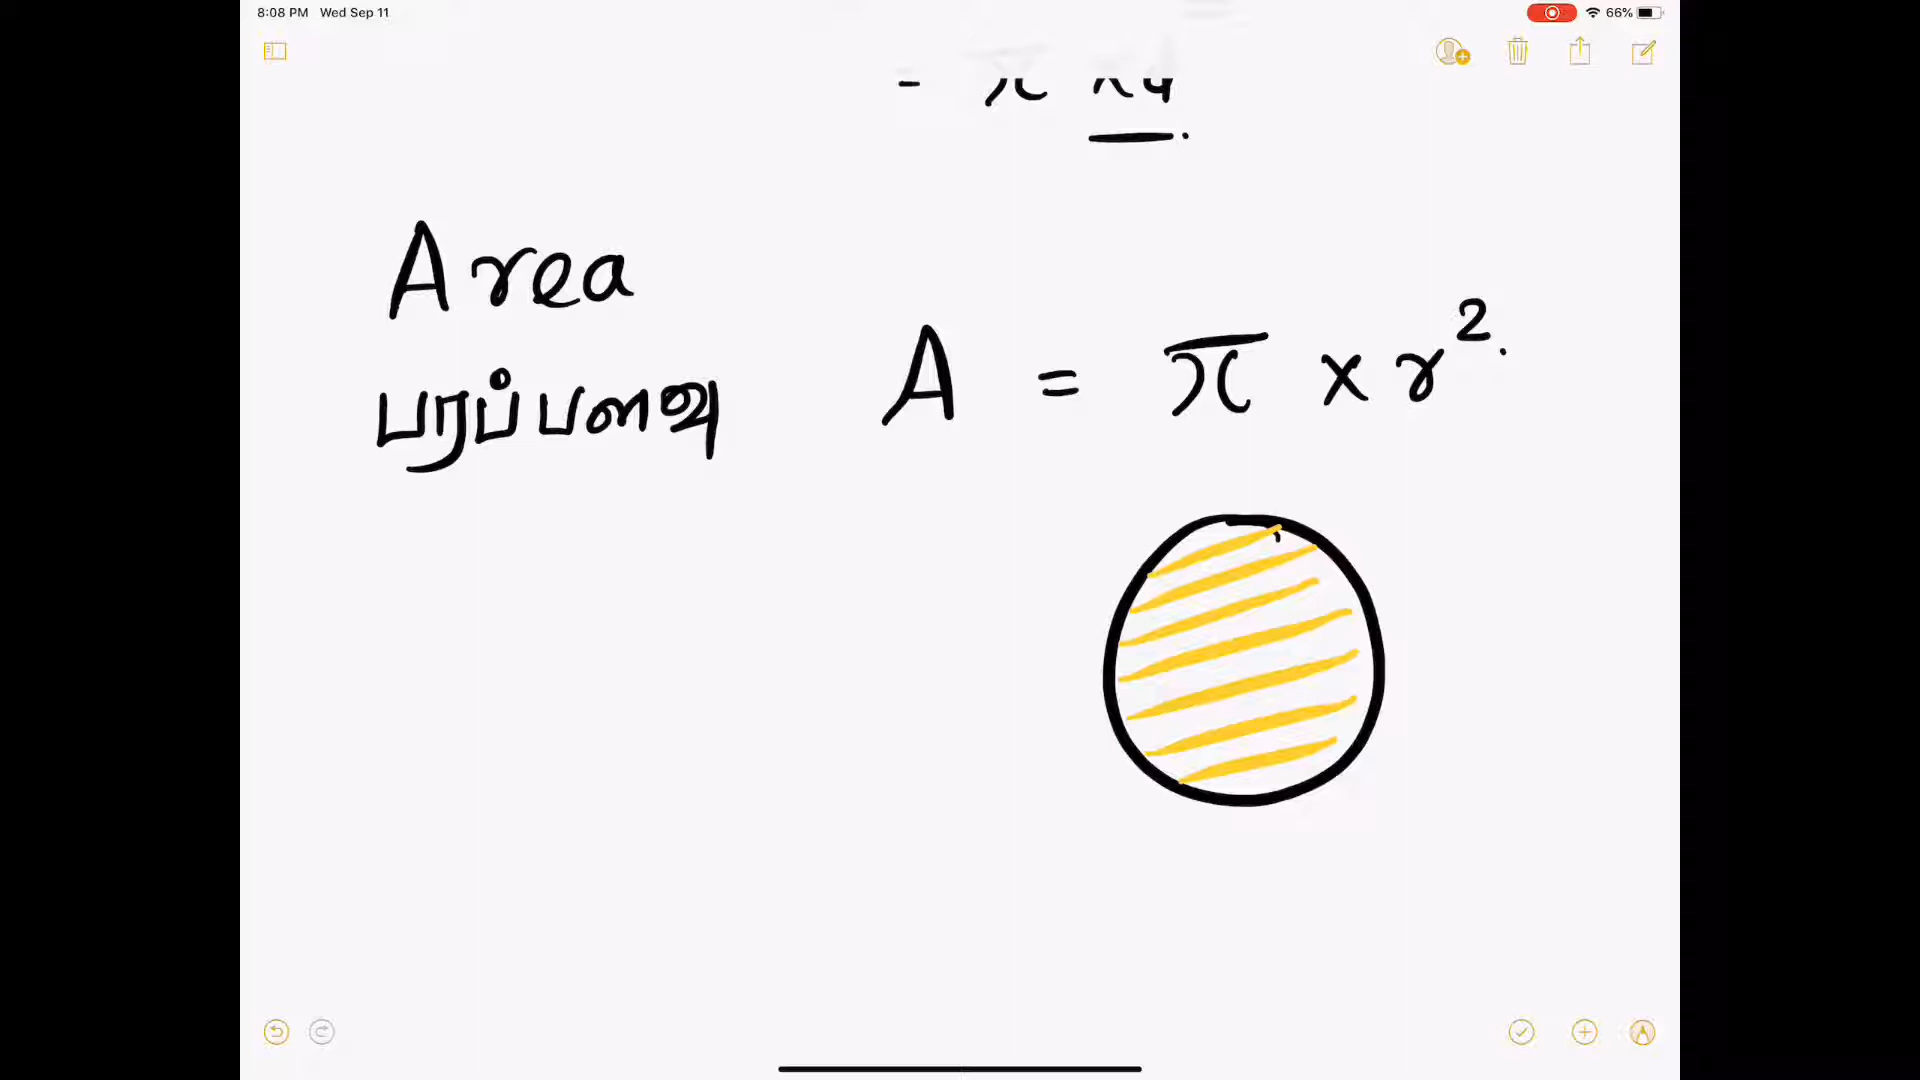 8:08 PM Wed Sep 11
66%
= π × d
Area
பரப்பளவு
A = π × r².